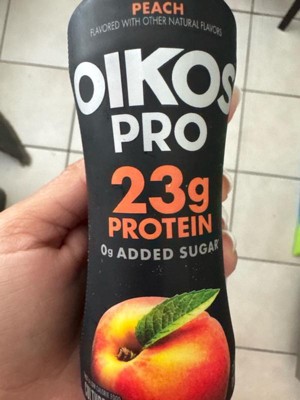 PEACH
FLAVORED WITH OTHER NATURAL FLAVORS
OIKOS
PRO
23g
PROTEIN
0g ADDED SUGAR